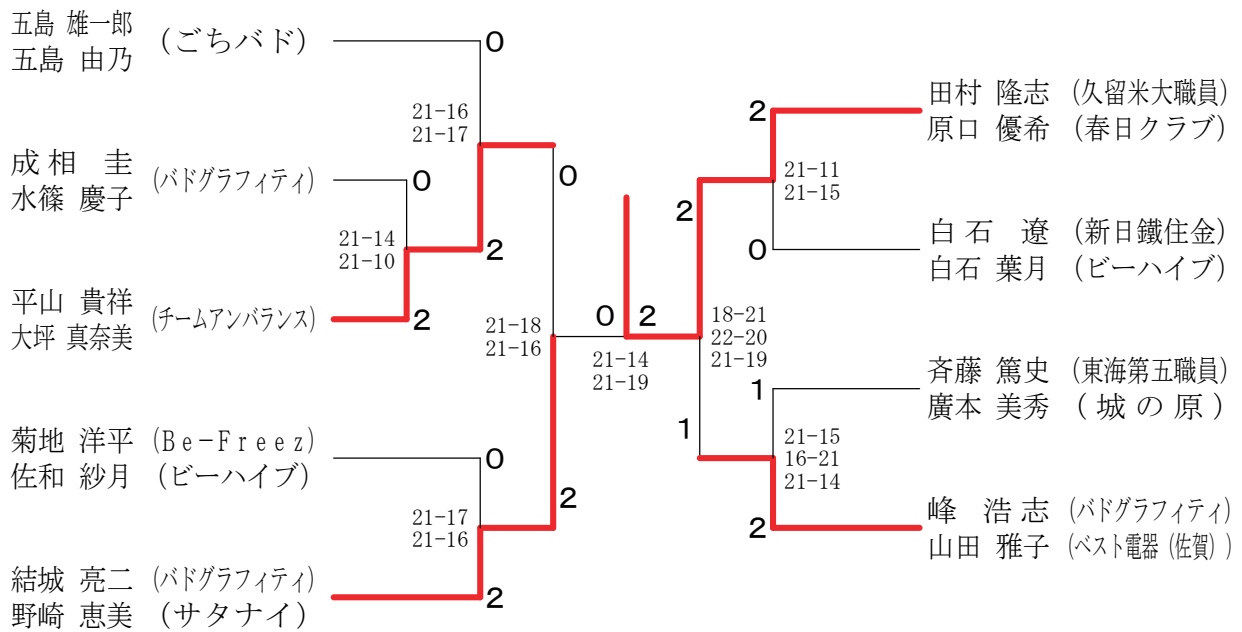 五島 雄一郎 (ごちバド)
五島 由乃
0
21-16
21-17
成相 圭 (バドグラフィティ)
水篠 慶子
0
0
21-14
21-10
2
平山 貴祥 (チームアンバランス)
大坪 真奈美
2
21-18
21-16
菊地 洋平 (Be-Freez)
佐和 紗月 (ビーハイブ)
0
2
21-17
21-16
結城 亮二 (バドグラフィティ)
野崎 恵美 (サタナイ)
2
0 2
21-14
21-19
2
田村 隆志 (久留米大職員)
原口 優希 (春日クラブ)
21-11
21-15
2
0
白石 遼 (新日鐵住金)
白石 葉月 (ビーハイブ)
18-21
22-20
21-19
1
斉藤 篤史 (東海第五職員)
廣本 美秀 (城の原)
1
21-15
16-21
21-14
2
峰 浩志 (バドグラフィティ)
山田 雅子 (ベスト電器(佐賀))